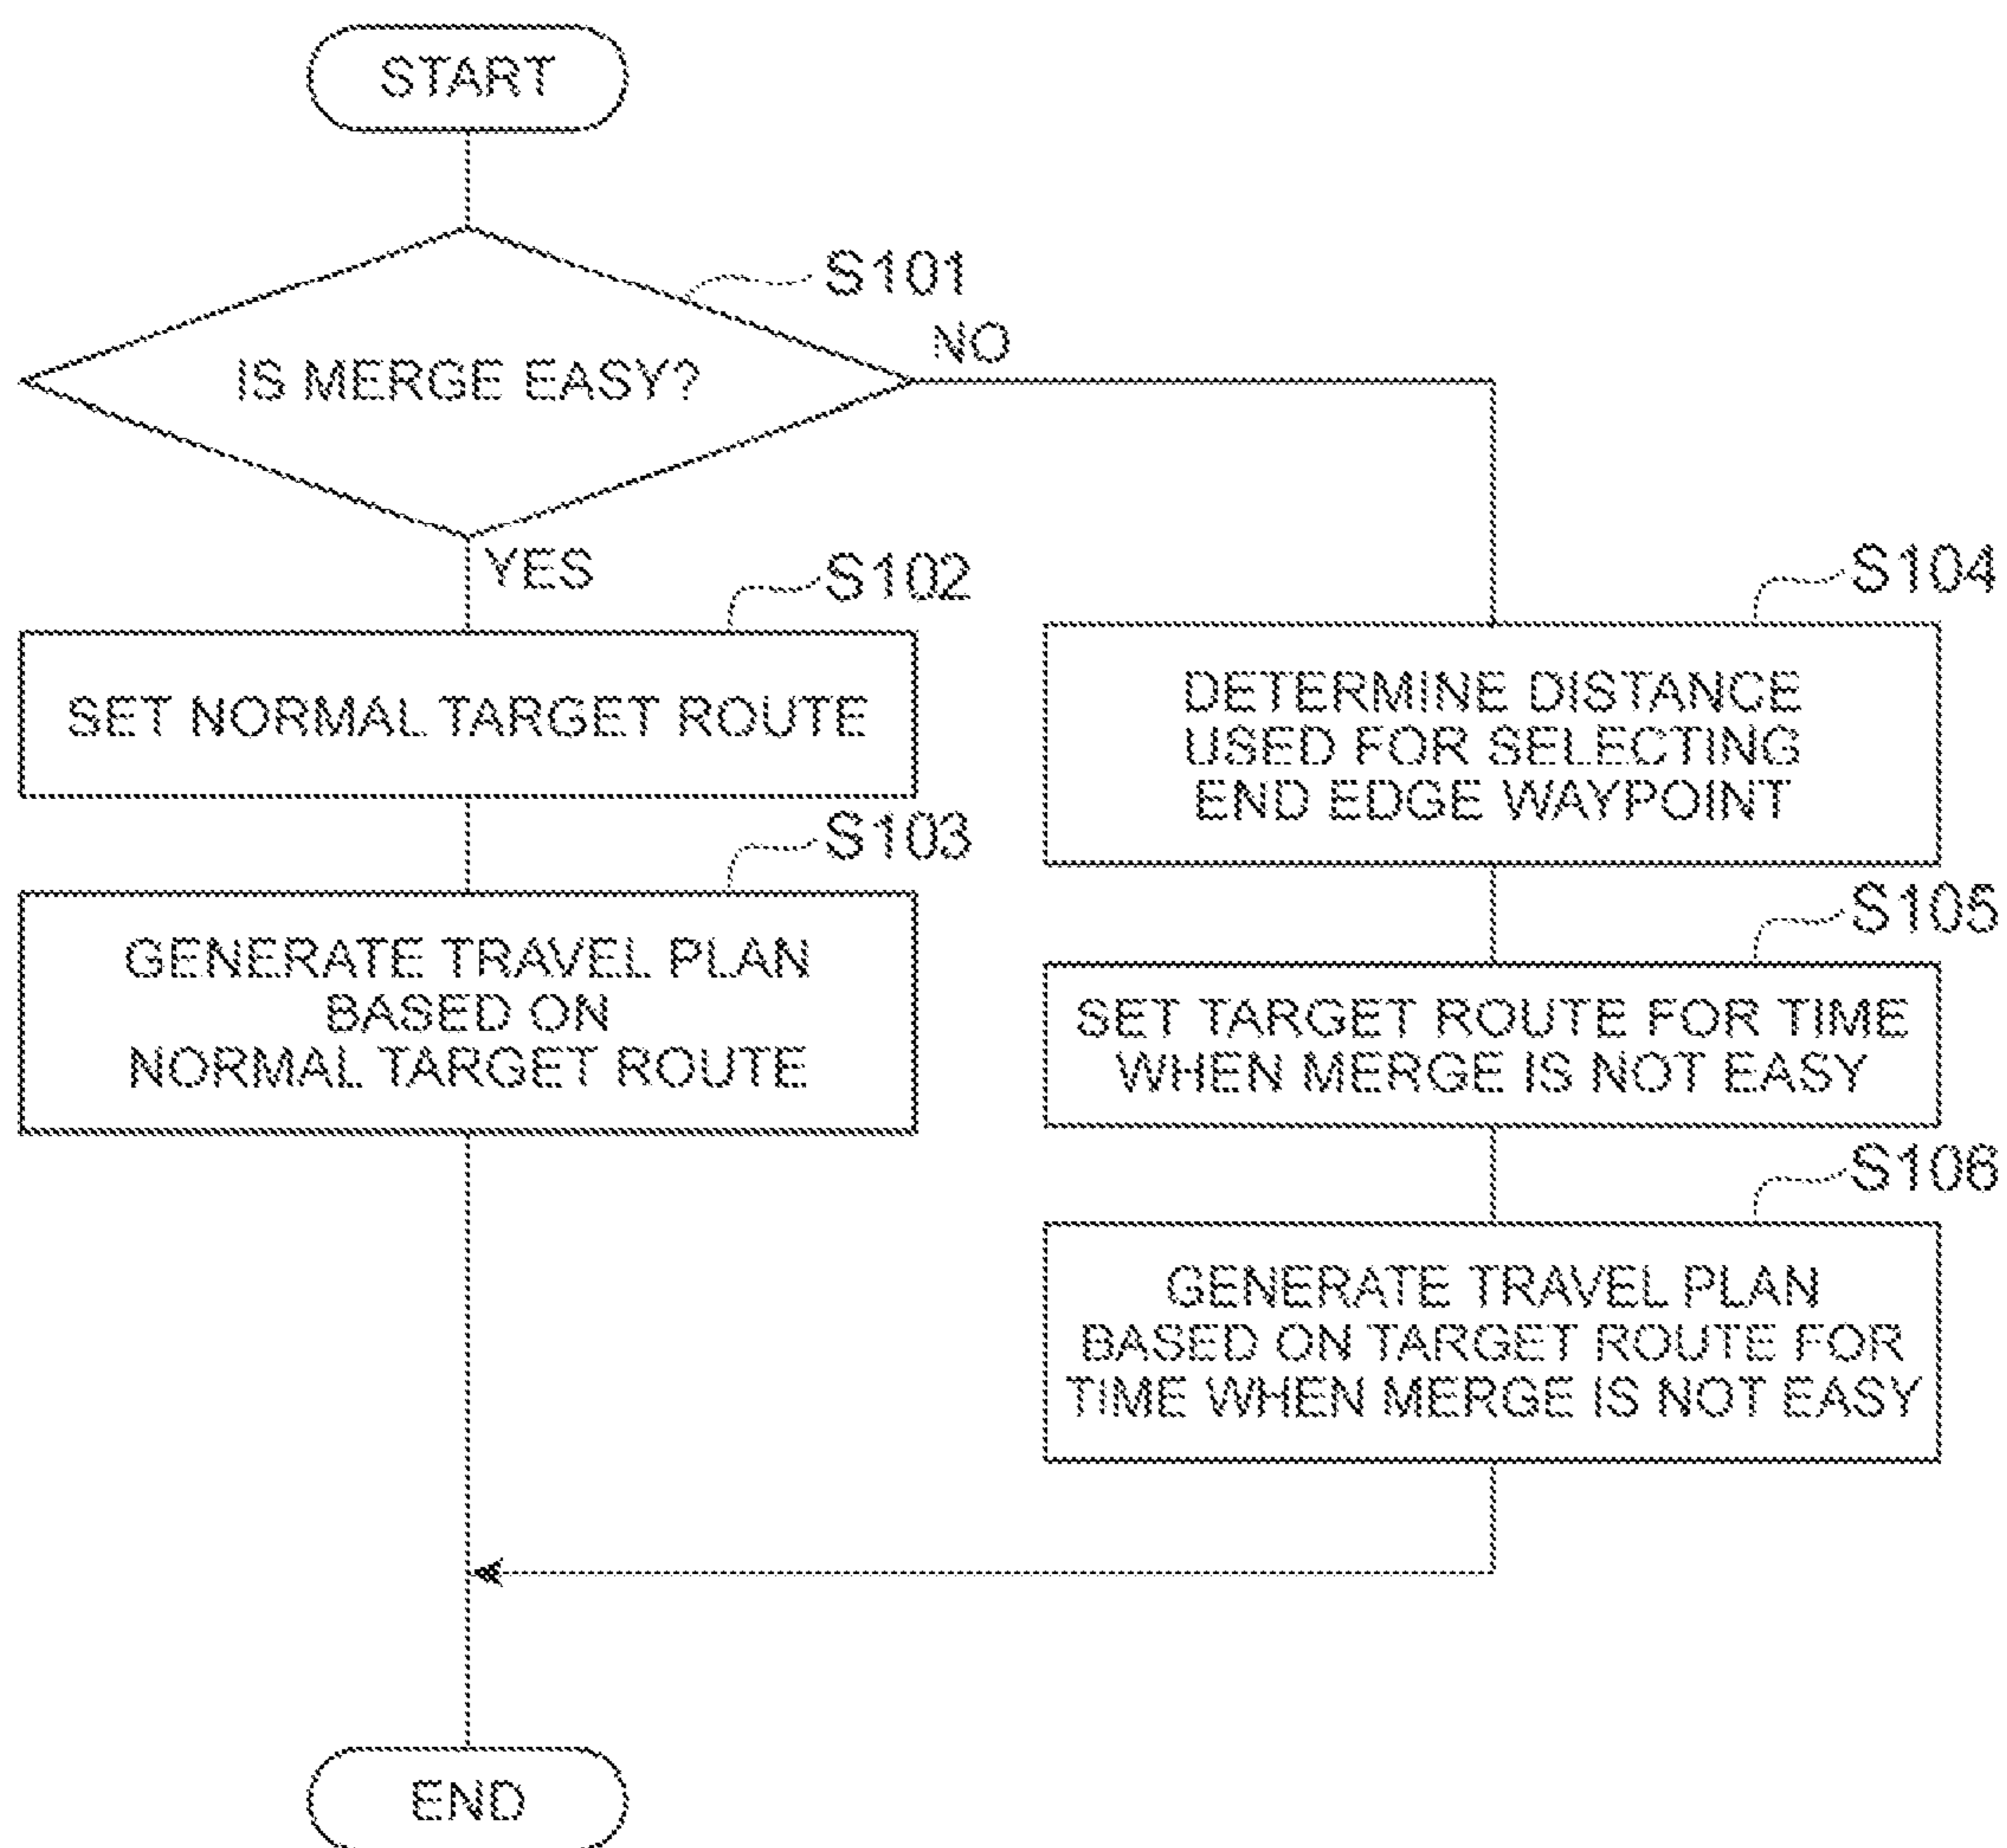 START
S101
IS MERGE EASY?
NO
YES
S102
SET NORMAL TARGET ROUTE
S103
GENERATE TRAVEL PLAN
BASED ON
NORMAL TARGET ROUTE
S104
DETERMINE DISTANCE
USED FOR SELECTING
END EDGE WAYPOINT
S105
SET TARGET ROUTE FOR TIME
WHEN MERGE IS NOT EASY
S106
GENERATE TRAVEL PLAN
BASED ON TARGET ROUTE FOR
TIME WHEN MERGE IS NOT EASY
END